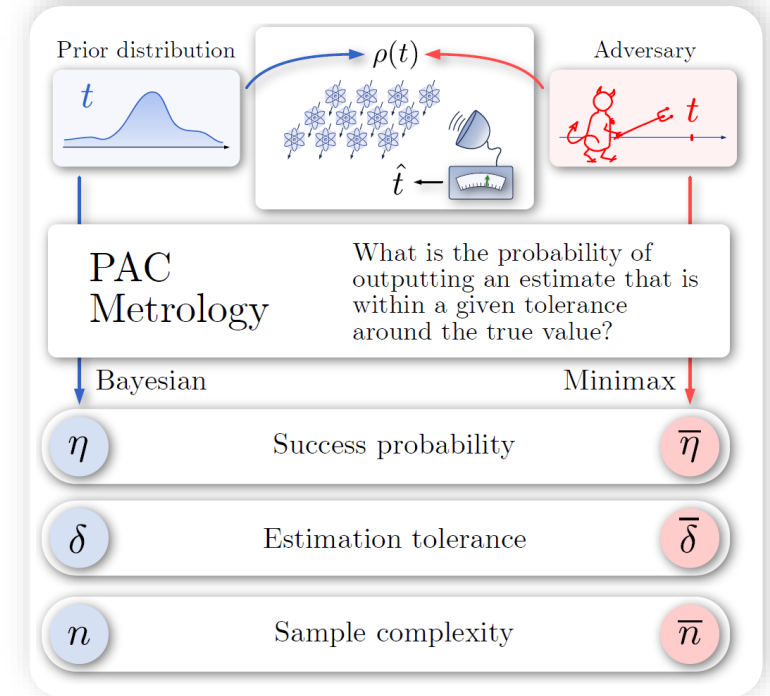 Prior distribution
ρ(t)
Adversary
t
t
t̂
PAC
Metrology
What is the probability of
outputting an estimate that is
within a given tolerance
around the true value?
Bayesian
Minimax
η Success probability η̅
δ Estimation tolerance δ̅
n Sample complexity n̅